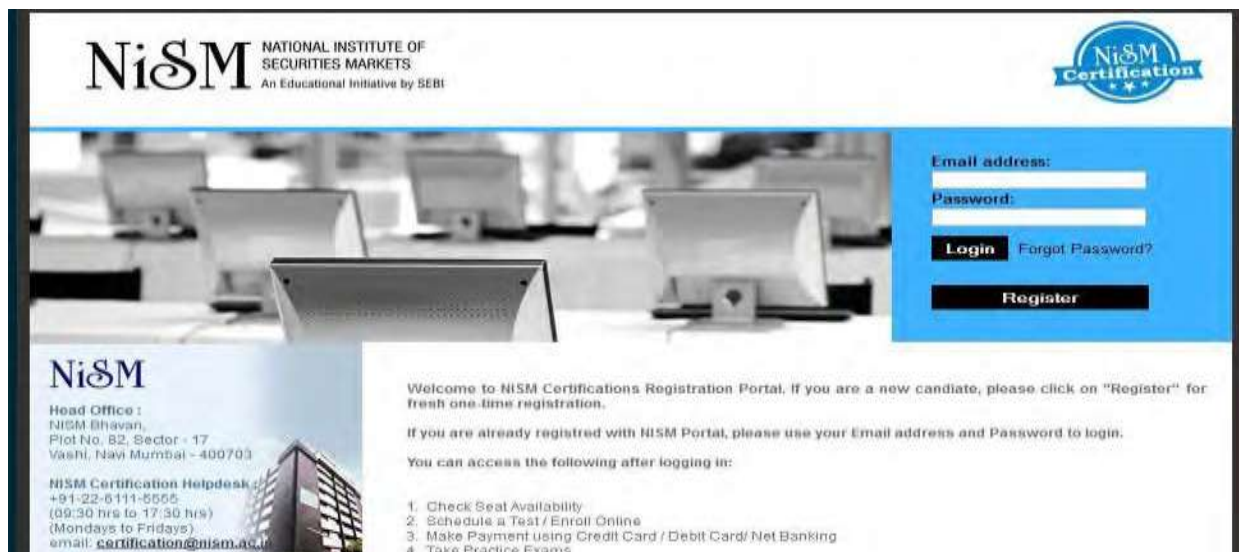 NiSM
NATIONAL INSTITUTE OF
SECURITIES MARKETS
An Educational Initiative by SEBI
NiSM
Certification
Email address:
Password:
Login Forgot Password?
Register
NiSM
Head Office :
NISM Bhavan,
Plot No. 82, Sector - 17
Vashi, Navi Mumbai - 400703
NISM Certification Helpdesk :
+91-22-6111-5555
(09:30 hrs to 17:30 hrs)
(Mondays to Fridays)
email: certification@nism.ac.in
Welcome to NISM Certifications Registration Portal. If you are a new candiate, please click on "Register" for
fresh one-time registration.
If you are already registred with NISM Portal, please use your Email address and Password to login.
You can access the following after logging in:
1. Check Seat Availability
2. Schedule a Test / Enroll Online
3. Make Payment using Credit Card / Debit Card/ Net Banking
4. Take Practice Exams